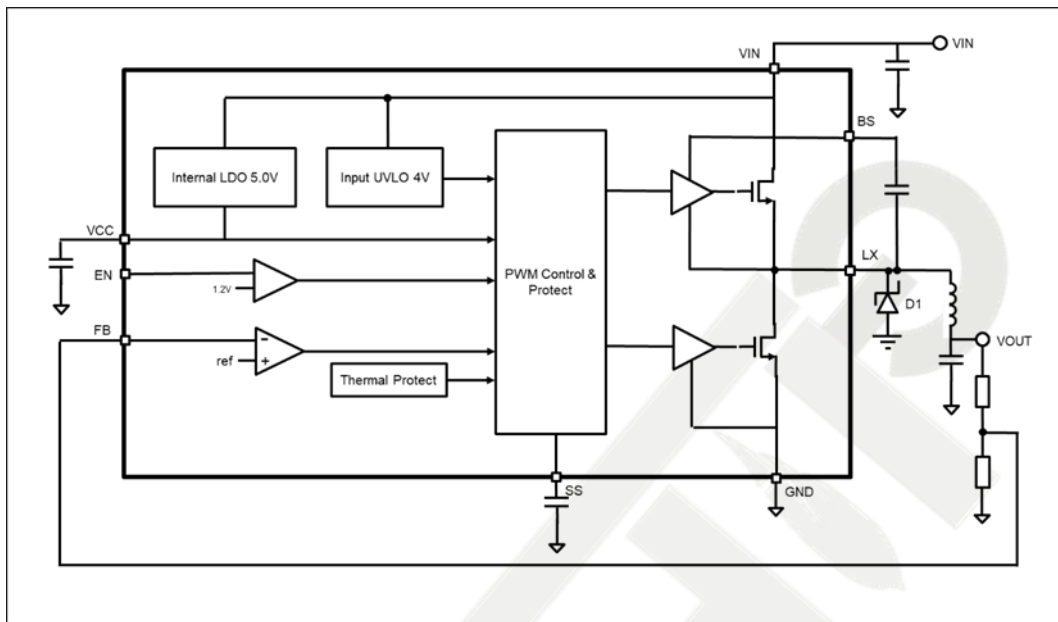 VIN
VIN
BS
Internal LDO 5.0V
Input UVLO 4V
VCC
EN
1.2V
PWM Control &
Protect
LX
D1
FB
-
+
ref
Thermal Protect
VOUT
SS
GND